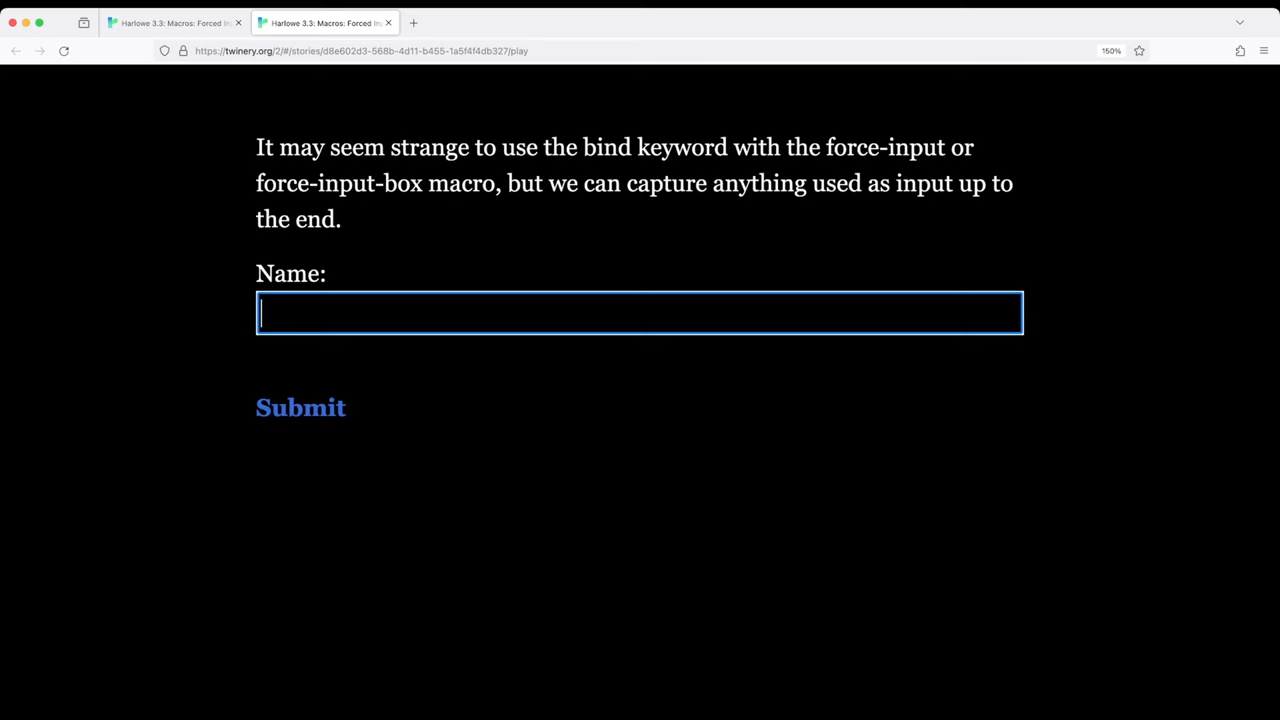 Harlowe 3.3: Macros: Forced In
Harlowe 3.3: Macros: Forced In
https://twinery.org/2/#/stories/d8e602d3-568b-4d11-b455-1a5f4f4db327/play
150%
It may seem strange to use the bind keyword with the force-input or
force-input-box macro, but we can capture anything used as input up to
the end.
Name:
Submit